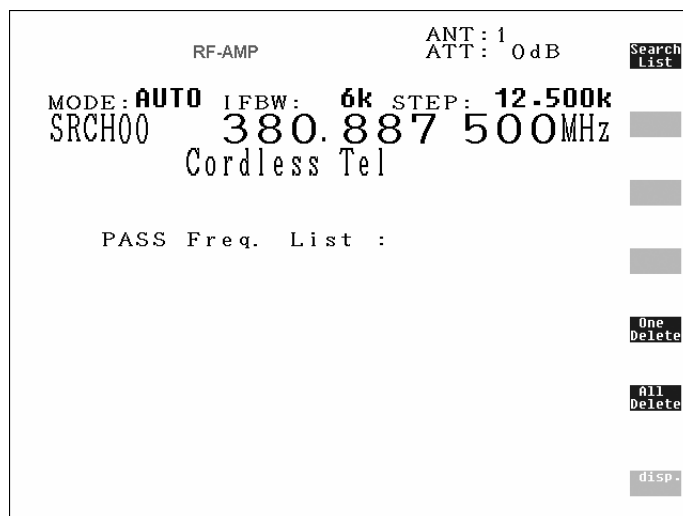 RF-AMP
ANT:1
ATT: 0dB
Search
List
MODE:AUTO IFBW: 6k STEP: 12.500k
SRCH00 380.887 500MHz
Cordless Tel
PASS Freq. List :
One
Delete
All
Delete
disp.